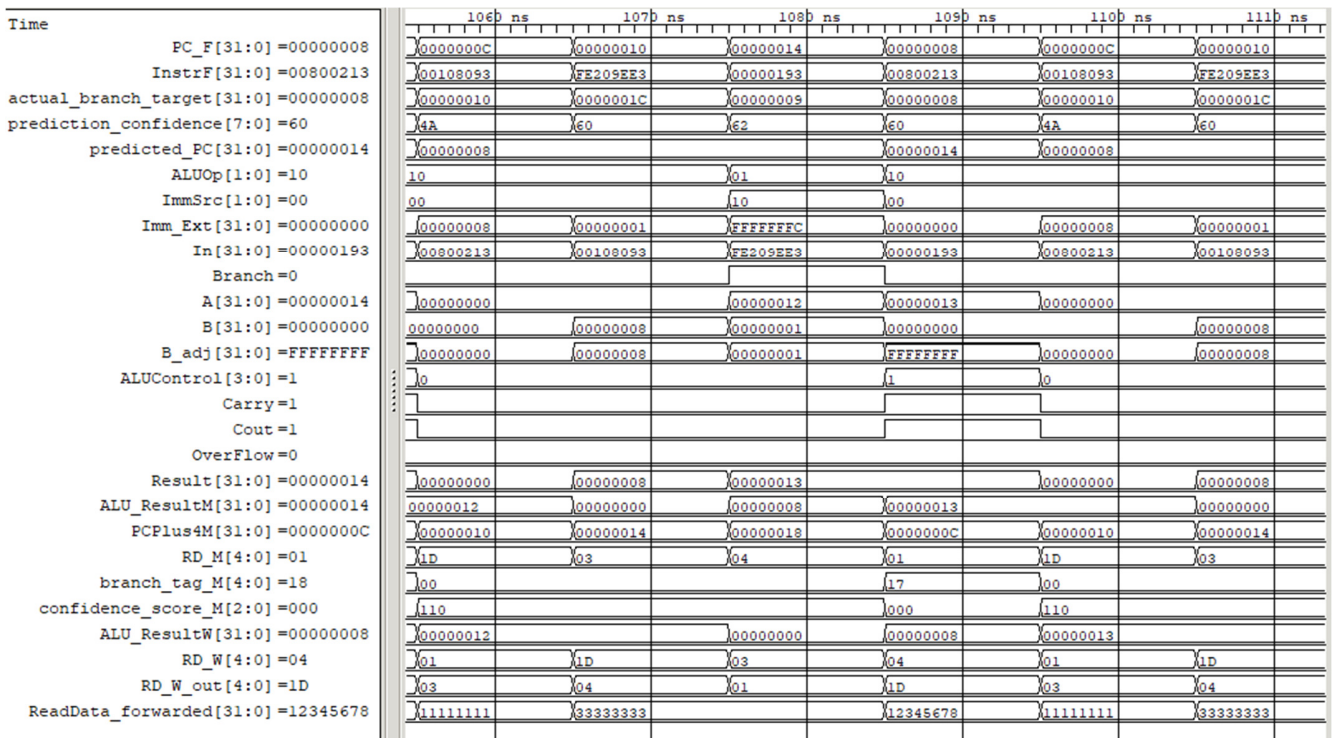 Time 1060 ns 1070 ns 1080 ns 1090 ns 1100 ns 1110 ns
PC_F[31:0] =00000008 0000000C 00000010 00000014 00000008 0000000C 00000010
InstrF[31:0] =00800213 00108093 FE209EE3 00000193 00800213 00108093 FE209EE3
actual_branch_target[31:0] =00000008 00000010 0000001C 00000009 00000008 00000010 0000001C
prediction_confidence[7:0] =60 4A 60 62 60 4A 60
predicted_PC[31:0] =00000014 00000008 00000014 00000008
ALUOp[1:0] =10 10 01 10
ImmSrc[1:0] =00 00 10 00
Imm_Ext[31:0] =00000000 00000008 00000001 FFFFFFFC 00000000 00000008 00000001
In[31:0] =00000193 00800213 00108093 FE209EE3 00000193 00800213 00108093
Branch =0
A[31:0] =00000014 00000000 00000012 00000013 00000000
B[31:0] =00000000 00000000 00000008 00000001 00000000 00000008
B_adj[31:0] =FFFFFFFF 00000000 00000008 00000001 FFFFFFFF 00000000 00000008
ALUControl[3:0] =1 0 1 0
Carry =1
Cout =1
OverFlow =0
Result[31:0] =00000014 00000000 00000008 00000013 00000000 00000008
ALU_ResultM[31:0] =00000014 00000012 00000000 00000008 00000013 00000000
PCPlus4M[31:0] =0000000C 00000010 00000014 00000018 0000000C 00000010 00000014
RD_M[4:0] =01 1D 03 04 01 1D 03
branch_tag_M[4:0] =18 00 17 00
confidence_score_M[2:0] =000 110 000 110
ALU_ResultW[31:0] =00000008 00000012 00000000 00000008 00000013
RD_W[4:0] =04 01 1D 03 04 01 1D
RD_W_out[4:0] =1D 03 04 01 1D 03 04
ReadData_forwarded[31:0] =12345678 11111111 33333333 12345678 11111111 33333333